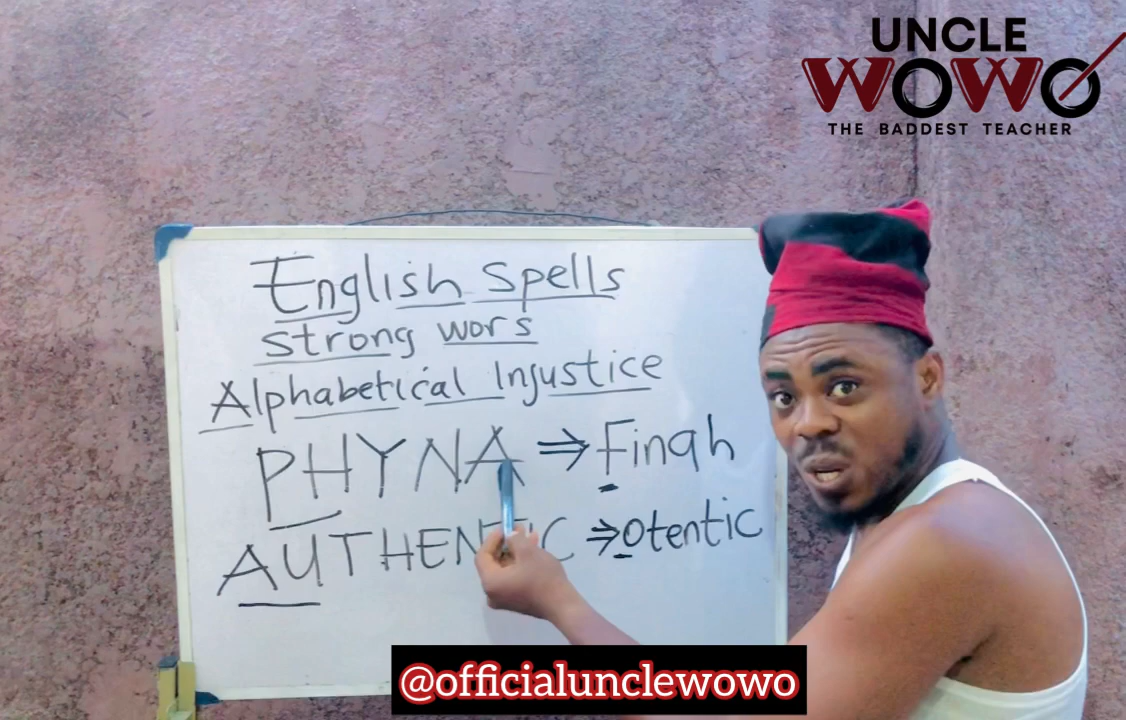 UNCLE
WOWO
THE BADDEST TEACHER
English Spells
strong wors
Alphabetical Injustice
PHYNA ⇒ Finah
AUTHENTIC ⇒ otentic
@officialunclewowo